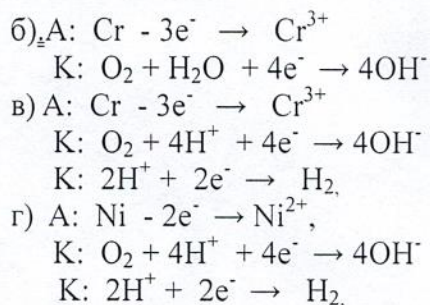 б) A: Cr - 3e⁻ → Cr³⁺
K: O₂ + H₂O + 4e⁻ → 4OH⁻
в) A: Cr - 3e⁻ → Cr³⁺
K: O₂ + 4H⁺ + 4e⁻ → 4OH⁻
K: 2H⁺ + 2e⁻ → H₂,
г) A: Ni - 2e⁻ → Ni²⁺,
K: O₂ + 4H⁺ + 4e⁻ → 4OH⁻
K: 2H⁺ + 2e⁻ → H₂,